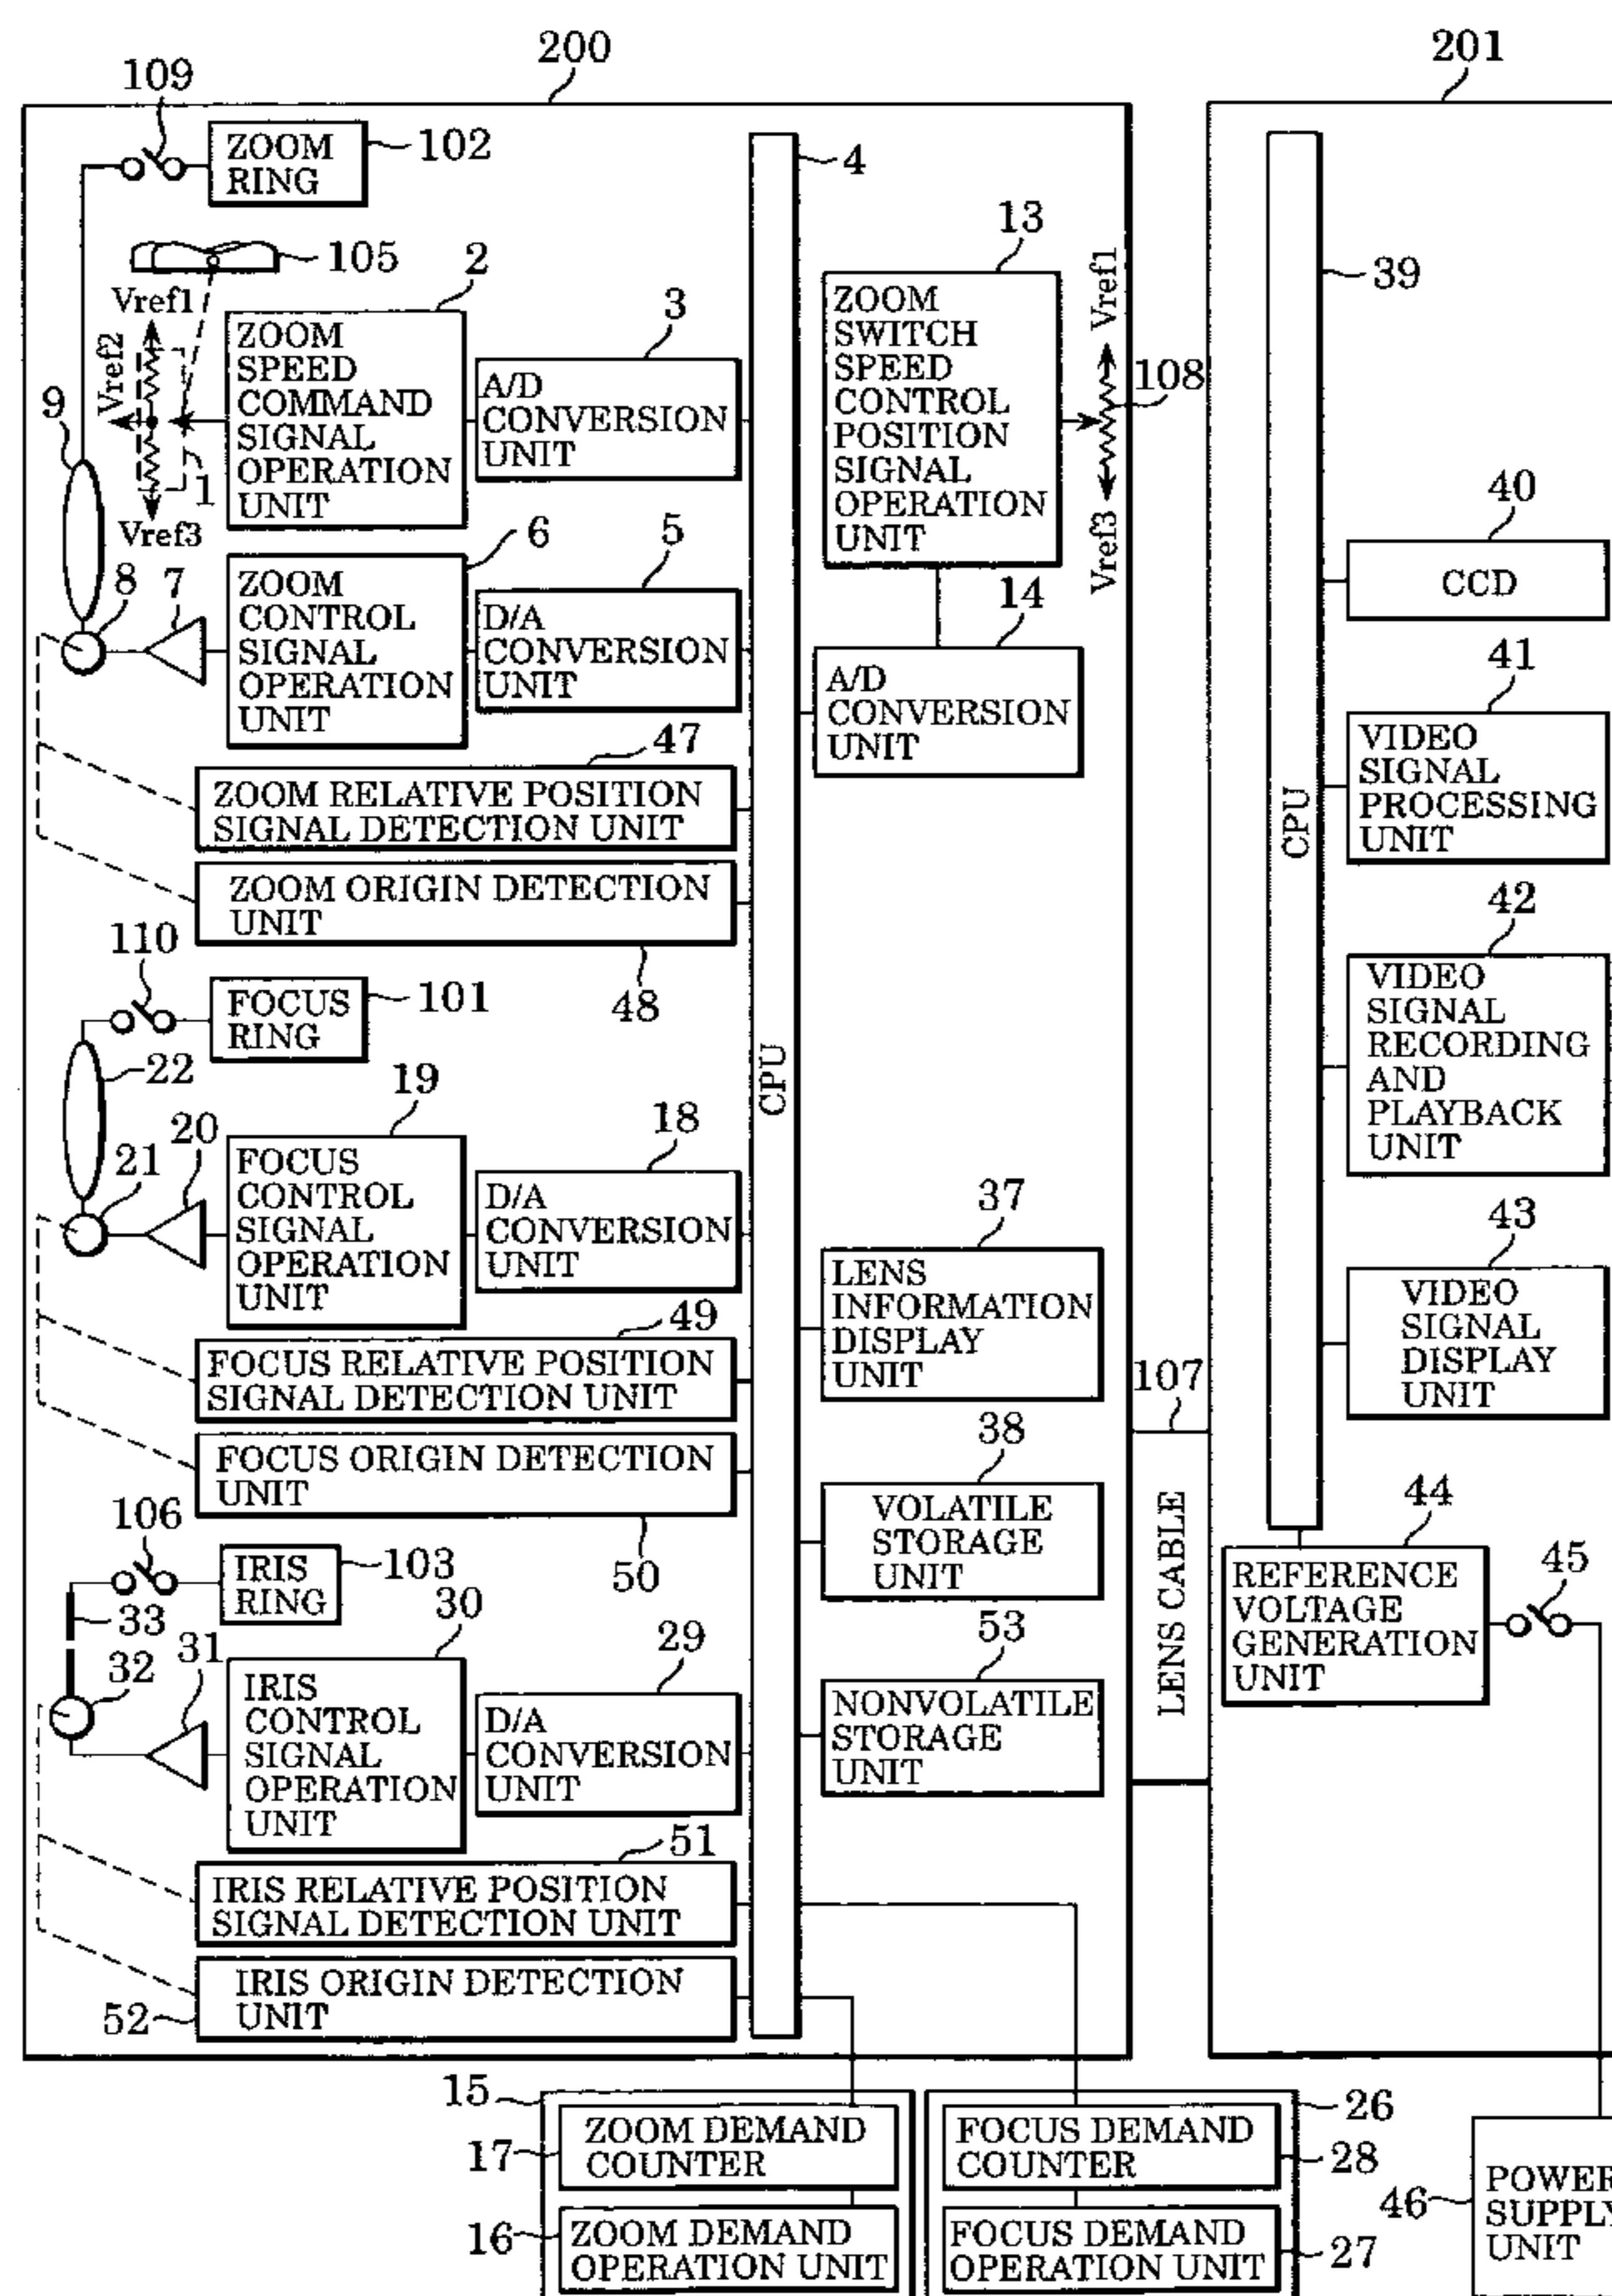 200
201
109
ZOOM
RING
102
4
105
Vref1
Vref2
1
Vref3
2
ZOOM
SPEED
COMMAND
SIGNAL
OPERATION
UNIT
3
A/D
CONVERSION
UNIT
13
ZOOM
SWITCH
SPEED
CONTROL
POSITION
SIGNAL
OPERATION
UNIT
Vref1
108
Vref3
39
9
8
7
6
ZOOM
CONTROL
SIGNAL
OPERATION
UNIT
5
D/A
CONVERSION
UNIT
14
A/D
CONVERSION
UNIT
40
CCD
41
VIDEO
SIGNAL
PROCESSING
UNIT
CPU
47
ZOOM RELATIVE POSITION
SIGNAL DETECTION UNIT
ZOOM ORIGIN DETECTION
UNIT
48
42
VIDEO
SIGNAL
RECORDING
AND
PLAYBACK
UNIT
110
FOCUS
RING
101
CPU
22
21
20
19
FOCUS
CONTROL
SIGNAL
OPERATION
UNIT
18
D/A
CONVERSION
UNIT
37
LENS
INFORMATION
DISPLAY
UNIT
43
VIDEO
SIGNAL
DISPLAY
UNIT
49
FOCUS RELATIVE POSITION
SIGNAL DETECTION UNIT
FOCUS ORIGIN DETECTION
UNIT
50
107
LENS CABLE
38
VOLATILE
STORAGE
UNIT
44
REFERENCE
VOLTAGE
GENERATION
UNIT
45
106
IRIS
RING
103
33
32
31
30
IRIS
CONTROL
SIGNAL
OPERATION
UNIT
29
D/A
CONVERSION
UNIT
53
NONVOLATILE
STORAGE
UNIT
51
IRIS RELATIVE POSITION
SIGNAL DETECTION UNIT
IRIS ORIGIN DETECTION
UNIT
52
15
ZOOM DEMAND
COUNTER
17
ZOOM DEMAND
OPERATION UNIT
16
26
FOCUS DEMAND
COUNTER
28
FOCUS DEMAND
OPERATION UNIT
27
46
POWER
SUPPLY
UNIT